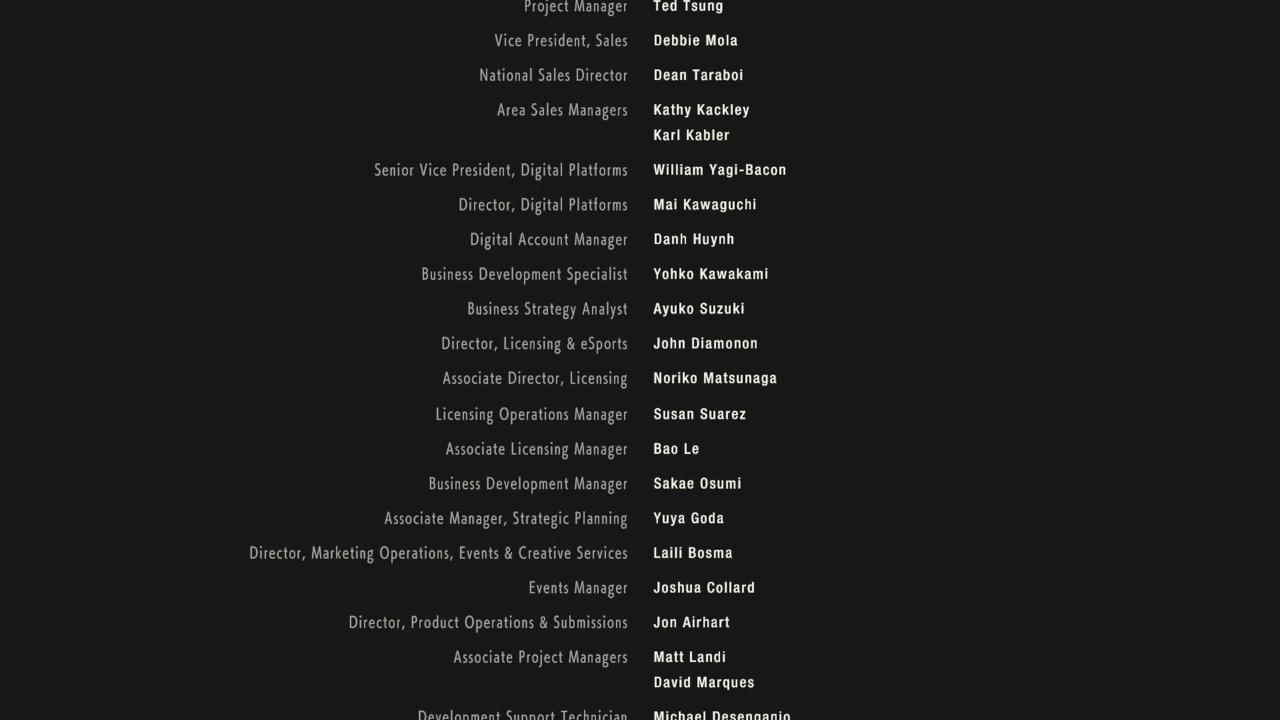 Project Manager Ted Tsung
Vice President, Sales Debbie Mola
National Sales Director Dean Taraboi
Area Sales Managers Kathy Kackley
Karl Kabler
Senior Vice President, Digital Platforms William Yagi-Bacon
Director, Digital Platforms Mai Kawaguchi
Digital Account Manager Danh Huynh
Business Development Specialist Yohko Kawakami
Business Strategy Analyst Ayuko Suzuki
Director, Licensing & eSports John Diamonon
Associate Director, Licensing Noriko Matsunaga
Licensing Operations Manager Susan Suarez
Associate Licensing Manager Bao Le
Business Development Manager Sakae Osumi
Associate Manager, Strategic Planning Yuya Goda
Director, Marketing Operations, Events & Creative Services Laili Bosma
Events Manager Joshua Collard
Director, Product Operations & Submissions Jon Airhart
Associate Project Managers Matt Landi
David Marques
Development Support Technician Michael Desenganio